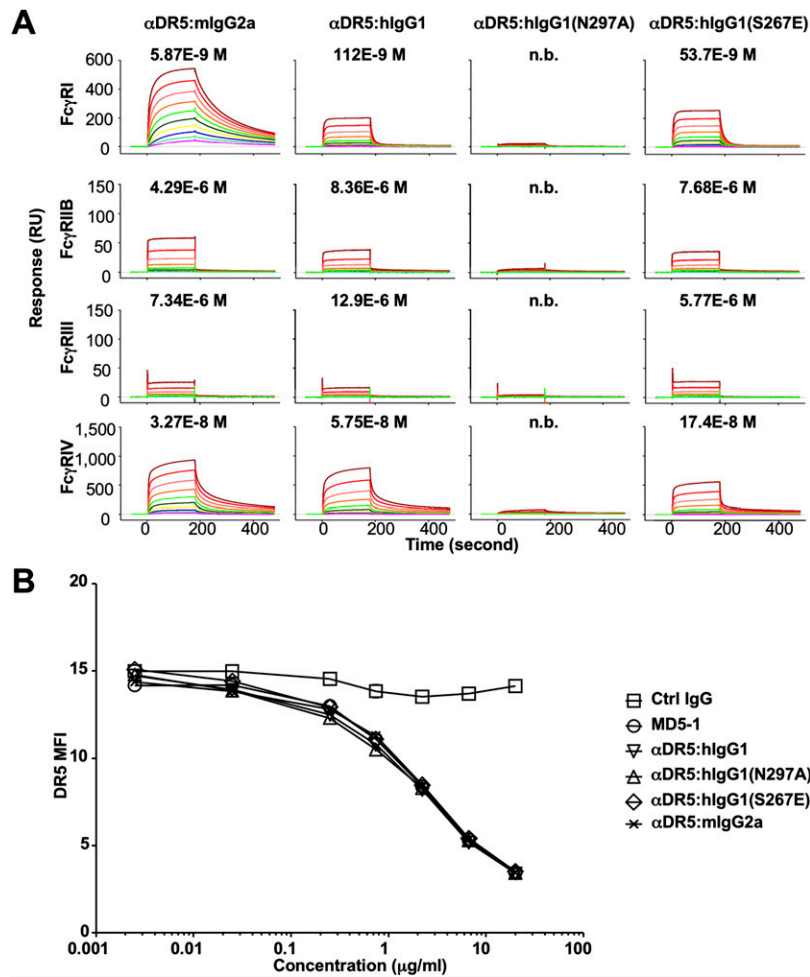 A
αDR5:mIgG2a αDR5:hIgG1 αDR5:hIgG1(N297A) αDR5:hIgG1(S267E)
Response (RU)
FcγRI
600
400
200
0
5.87E-9 M 112E-9 M n.b. 53.7E-9 M
FcγRIIB
150
100
50
0
4.29E-6 M 8.36E-6 M n.b. 7.68E-6 M
FcγRIII
150
100
50
0
7.34E-6 M 12.9E-6 M n.b. 5.77E-6 M
FcγRIV
1,500
1,000
500
0
3.27E-8 M 5.75E-8 M n.b. 17.4E-8 M
0 200 400 0 200 400 0 200 400 0 200 400
Time (second)
B
DR5 MFI
20
15
10
5
0
0.001 0.01 0.1 1 10 100
Concentration (μg/ml)
Ctrl IgG
MD5-1
αDR5:hIgG1
αDR5:hIgG1(N297A)
αDR5:hIgG1(S267E)
αDR5:mIgG2a